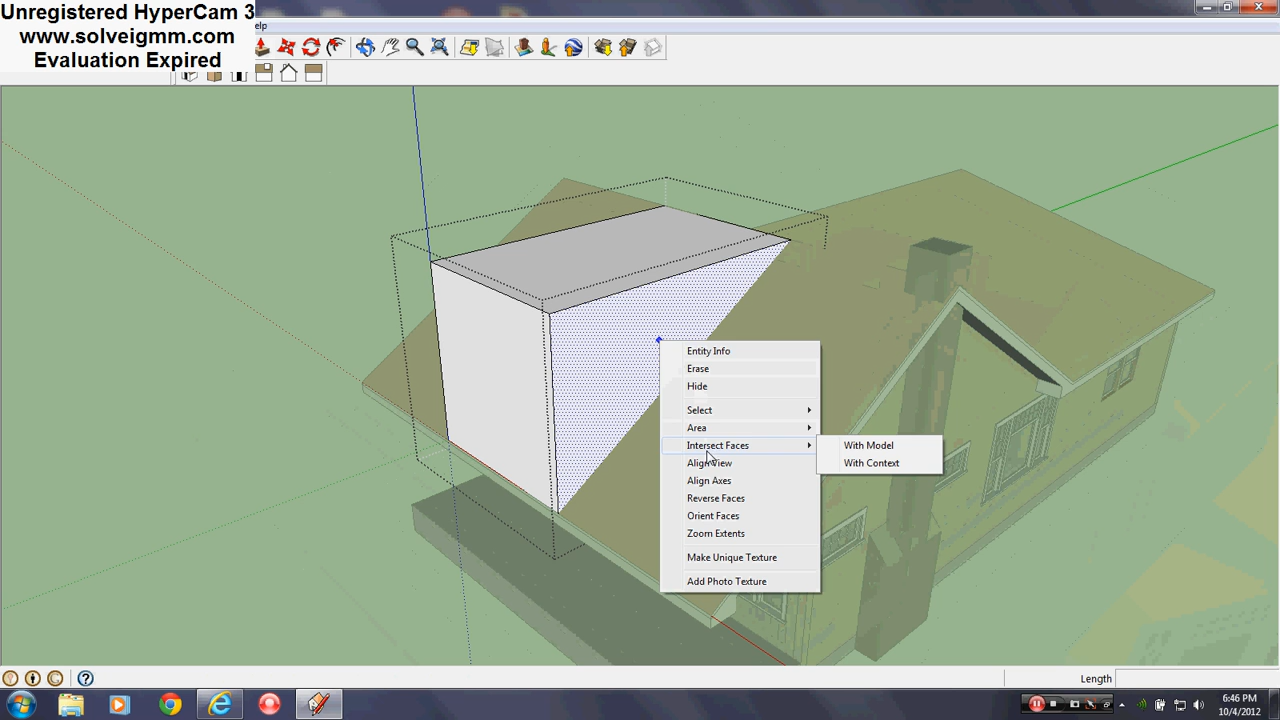 Unregistered HyperCam 3
www.solveigmm.com
Evaluation Expired
elp
Entity Info
Erase
Hide
Select
Area
Intersect Faces
With Model
With Context
Align View
Align Axes
Reverse Faces
Orient Faces
Zoom Extents
Make Unique Texture
Add Photo Texture
Length
6:46 PM
10/4/2012